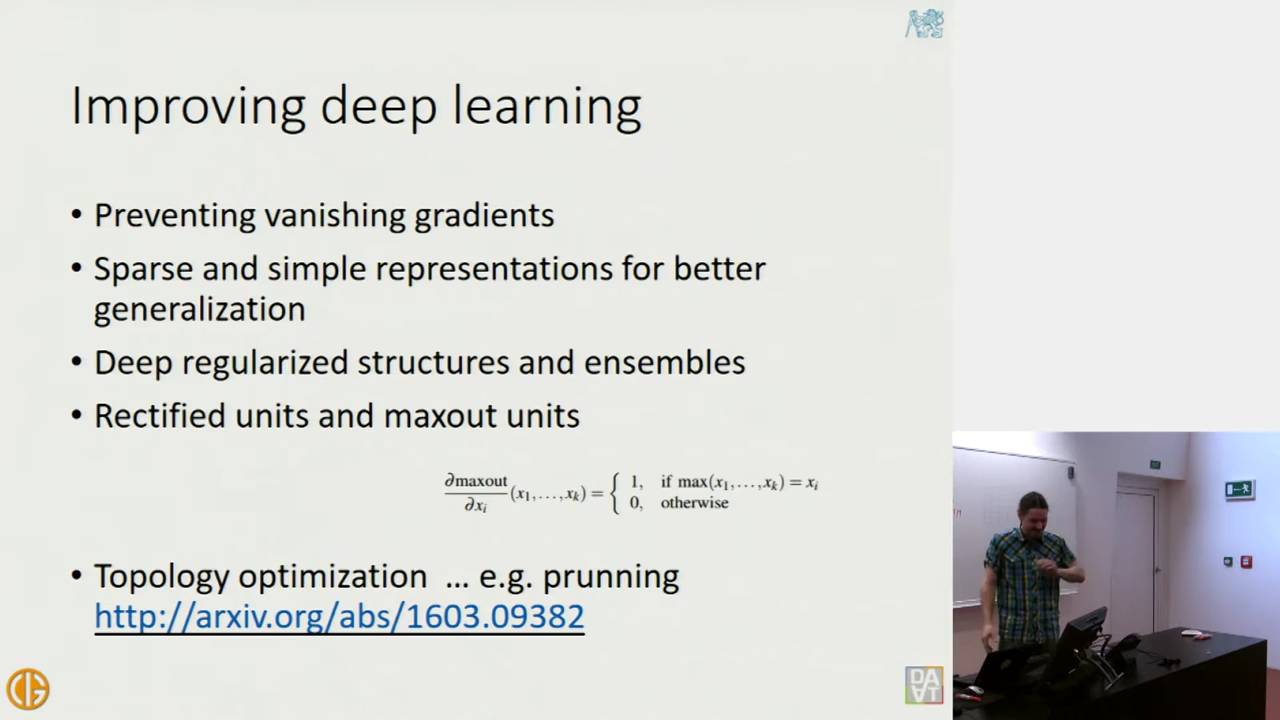 Improving deep learning
• Preventing vanishing gradients
• Sparse and simple representations for better
generalization
• Deep regularized structures and ensembles
• Rectified units and maxout units
∂maxout/∂xᵢ (x₁,…,xₖ) = { 1, if max(x₁,…,xₖ) = xᵢ
0, otherwise
• Topology optimization … e.g. prunning
http://arxiv.org/abs/1603.09382
DA